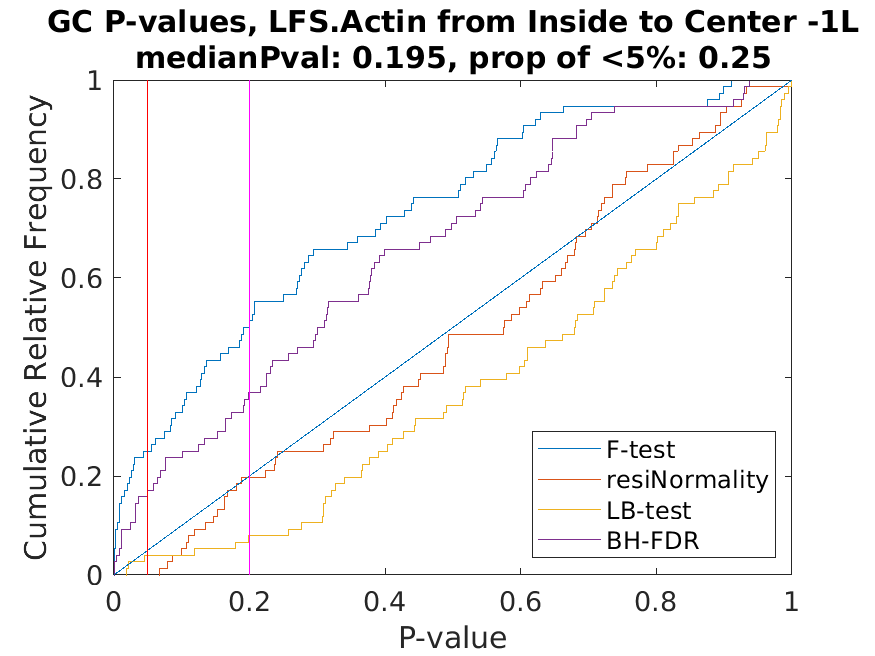 GC P-values, LFS.Actin from Inside to Center -1L
medianPval: 0.195, prop of <5%: 0.25
Cumulative Relative Frequency
1
0.8
0.6
0.4
0.2
0
0
0.2
0.4
0.6
0.8
1
P-value
F-test
resiNormality
LB-test
BH-FDR